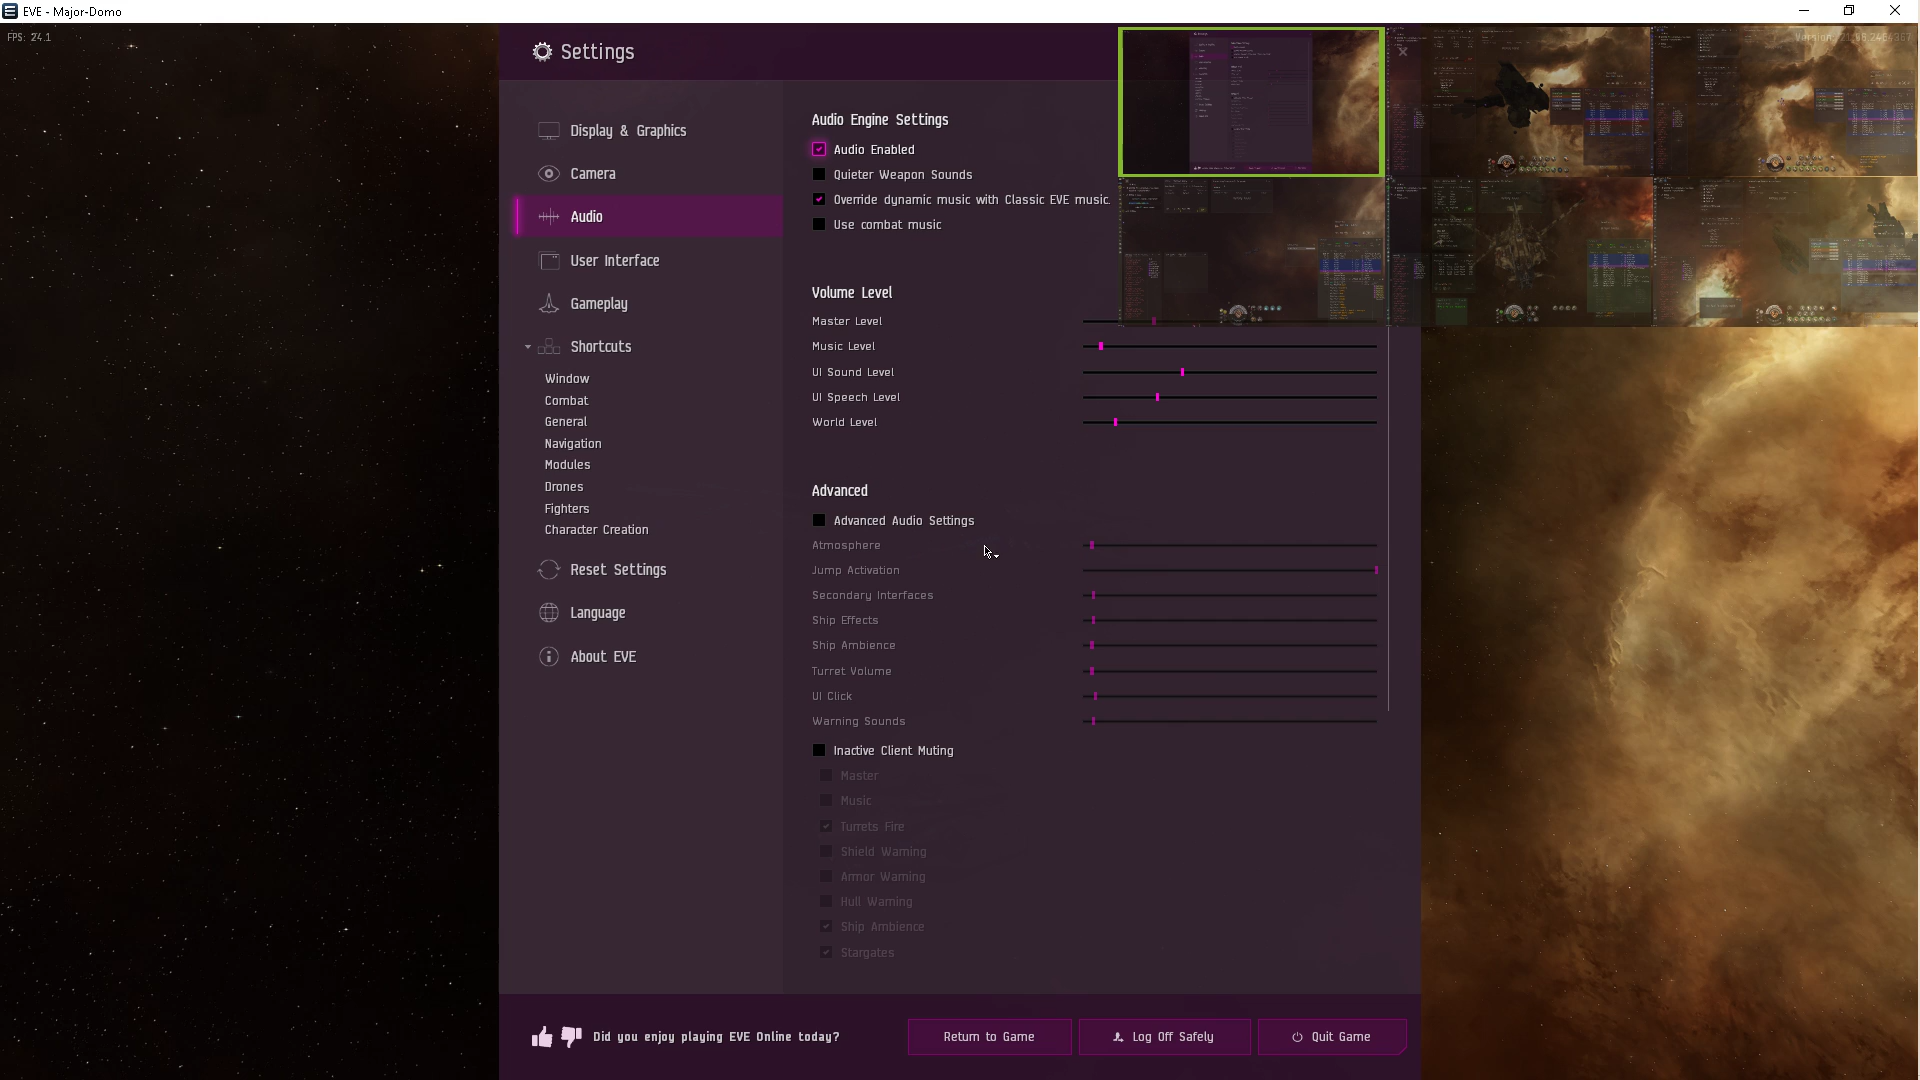 EVE - Major-Domo
FPS: 24.1
Settings
Display & Graphics
Camera
Audio
User Interface
Gameplay
Shortcuts
Window
Combat
General
Navigation
Modules
Drones
Fighters
Character Creation
Reset Settings
Language
About EVE
Audio Engine Settings
Audio Enabled
Quieter Weapon Sounds
Override dynamic music with Classic EVE music.
Use combat music
Volume Level
Master Level
Music Level
UI Sound Level
UI Speech Level
World Level
Advanced
Advanced Audio Settings
Atmosphere
Jump Activation
Secondary Interfaces
Ship Effects
Ship Ambience
Turret Volume
UI Click
Warning Sounds
Inactive Client Muting
Master
Music
Turrets Fire
Shield Warning
Armor Warning
Hull Warning
Ship Ambience
Stargates
Did you enjoy playing EVE Online today?
Return to Game
Log Off Safely
Quit Game